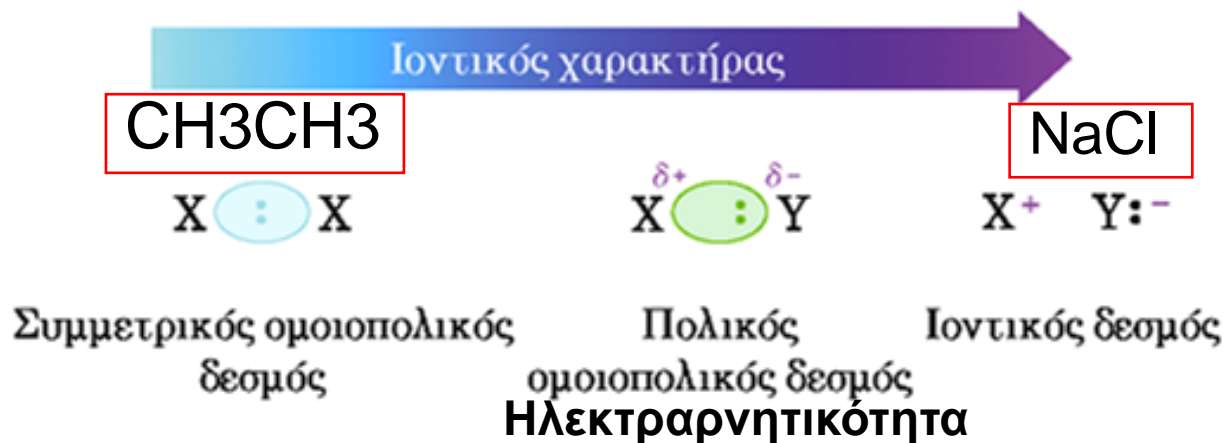 Ιοντικός χαρακτήρας
CH3CH3
NaCl
δ+ δ-
X : X
X : Y
X+ Y:-
Συμμετρικός ομοιοπολικός
δεσμός
Πολικός
ομοιοπολικός δεσμός
Ιοντικός δεσμός
Ηλεκτραρνητικότητα